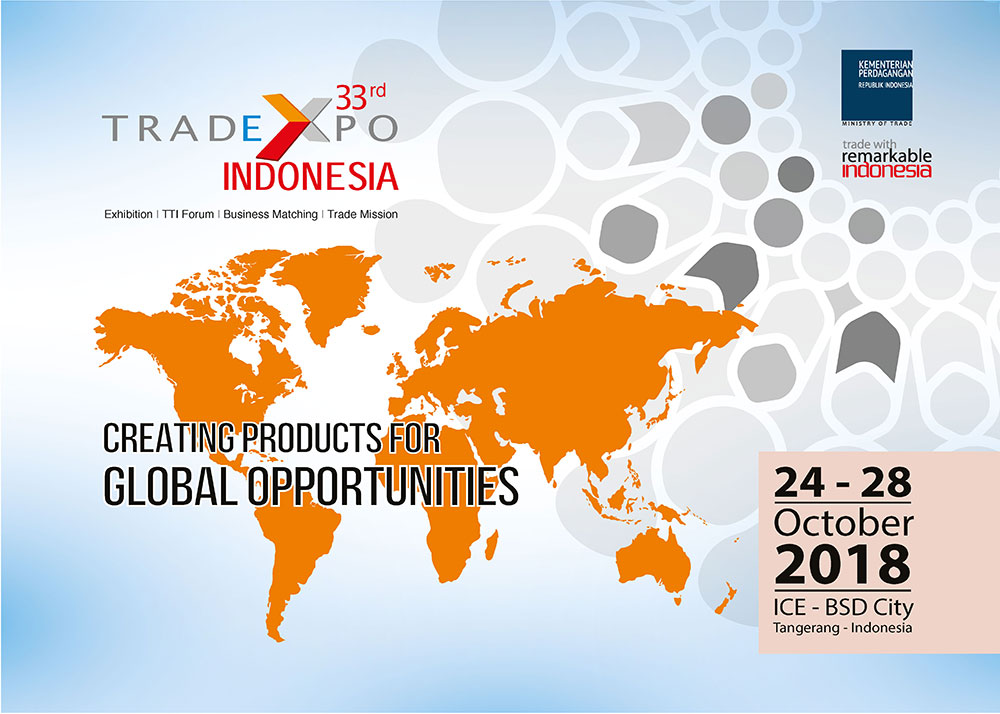 33rd
TRADEXPO
INDONESIA
Exhibition | TTI Forum | Business Matching | Trade Mission
KEMENTERIAN
PERDAGANGAN
REPUBLIK INDONESIA
MINISTRY OF TRADE
trade with
remarkable
indonesia
CREATING PRODUCTS FOR
GLOBAL OPPORTUNITIES
24 - 28
October
2018
ICE - BSD City
Tangerang - Indonesia